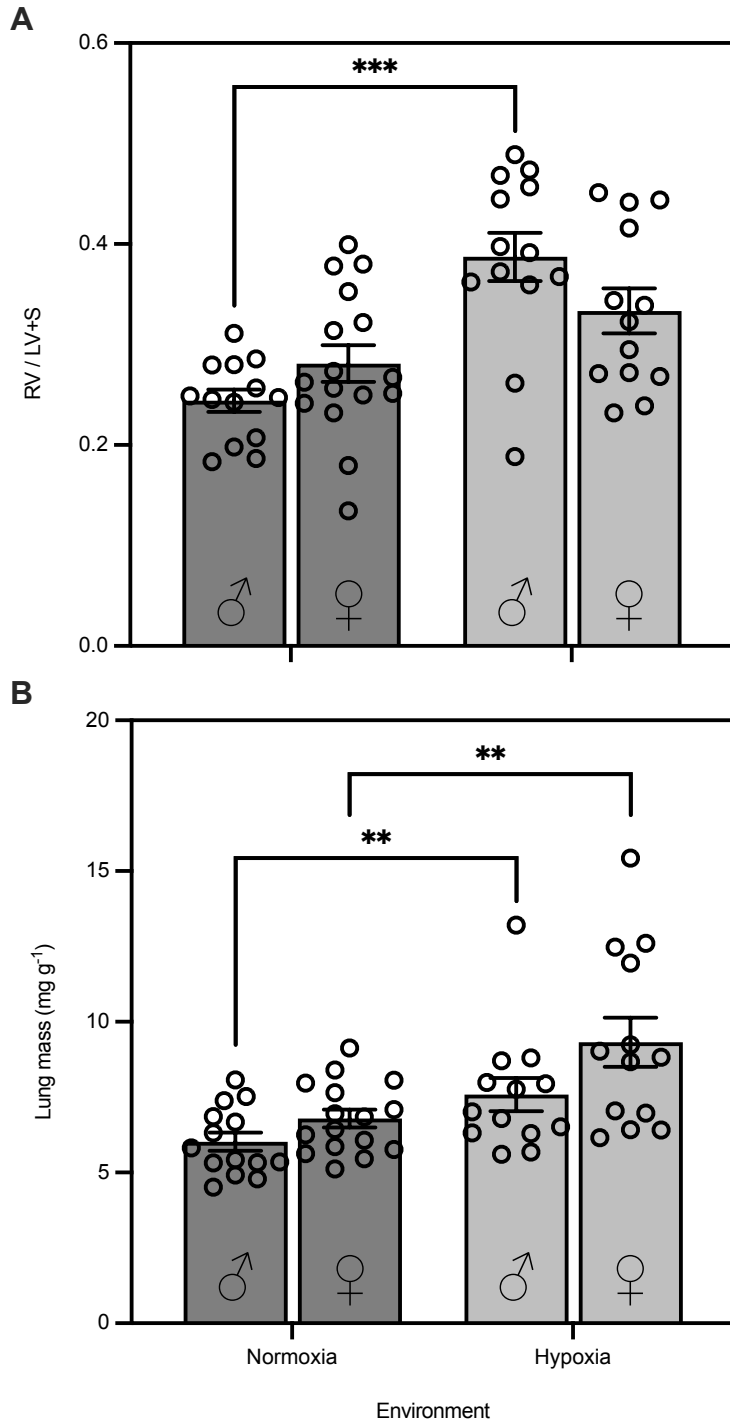 A
0.6
***
0.4
RV / LV+S
0.2
♂ ♀ ♂ ♀
0.0
B
20
**
**
15
Lung mass (mg g-1)
10
5
♂ ♀ ♂ ♀
0
Normoxia Hypoxia
Environment